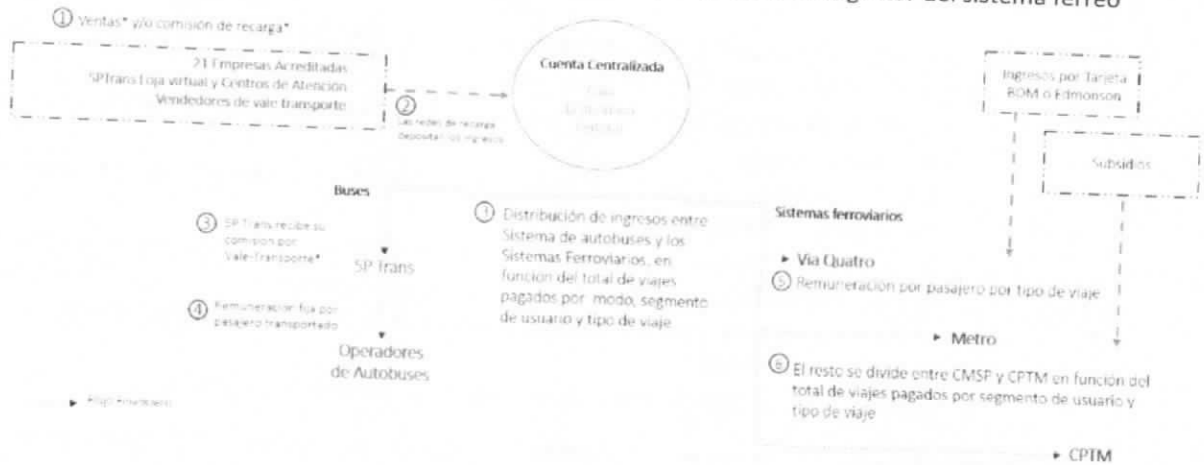 del sistema férreo
① Ventas* y/o comisión de recarga*
21 Empresas Acreditadas
SPTrans Loja virtual y Centros de Atención
Vendedores de vale transporte
②
Las redes de recarga
depositan los ingresos
Cuenta Centralizada
Ingresos por Tarjeta
BOM o Edmonson
Subsidios
Buses
③ SP Trans recibe su
comisión por
Vale-Transporte*
SP Trans
④ Remuneración fija por
pasajero transportado
Operadores
de Autobuses
Distribución de ingresos entre
Sistema de autobuses y los
Sistemas Ferroviarios, en
función del total de viajes
pagados por modo, segmento
de usuario y tipo de viaje
Sistemas ferroviarios
Via Quatro
⑤ Remuneración por pasajero por tipo de viaje
Metro
⑥ El resto se divide entre CMSP y CPTM en función del
total de viajes pagados por segmento de usuario y
tipo de viaje
CPTM